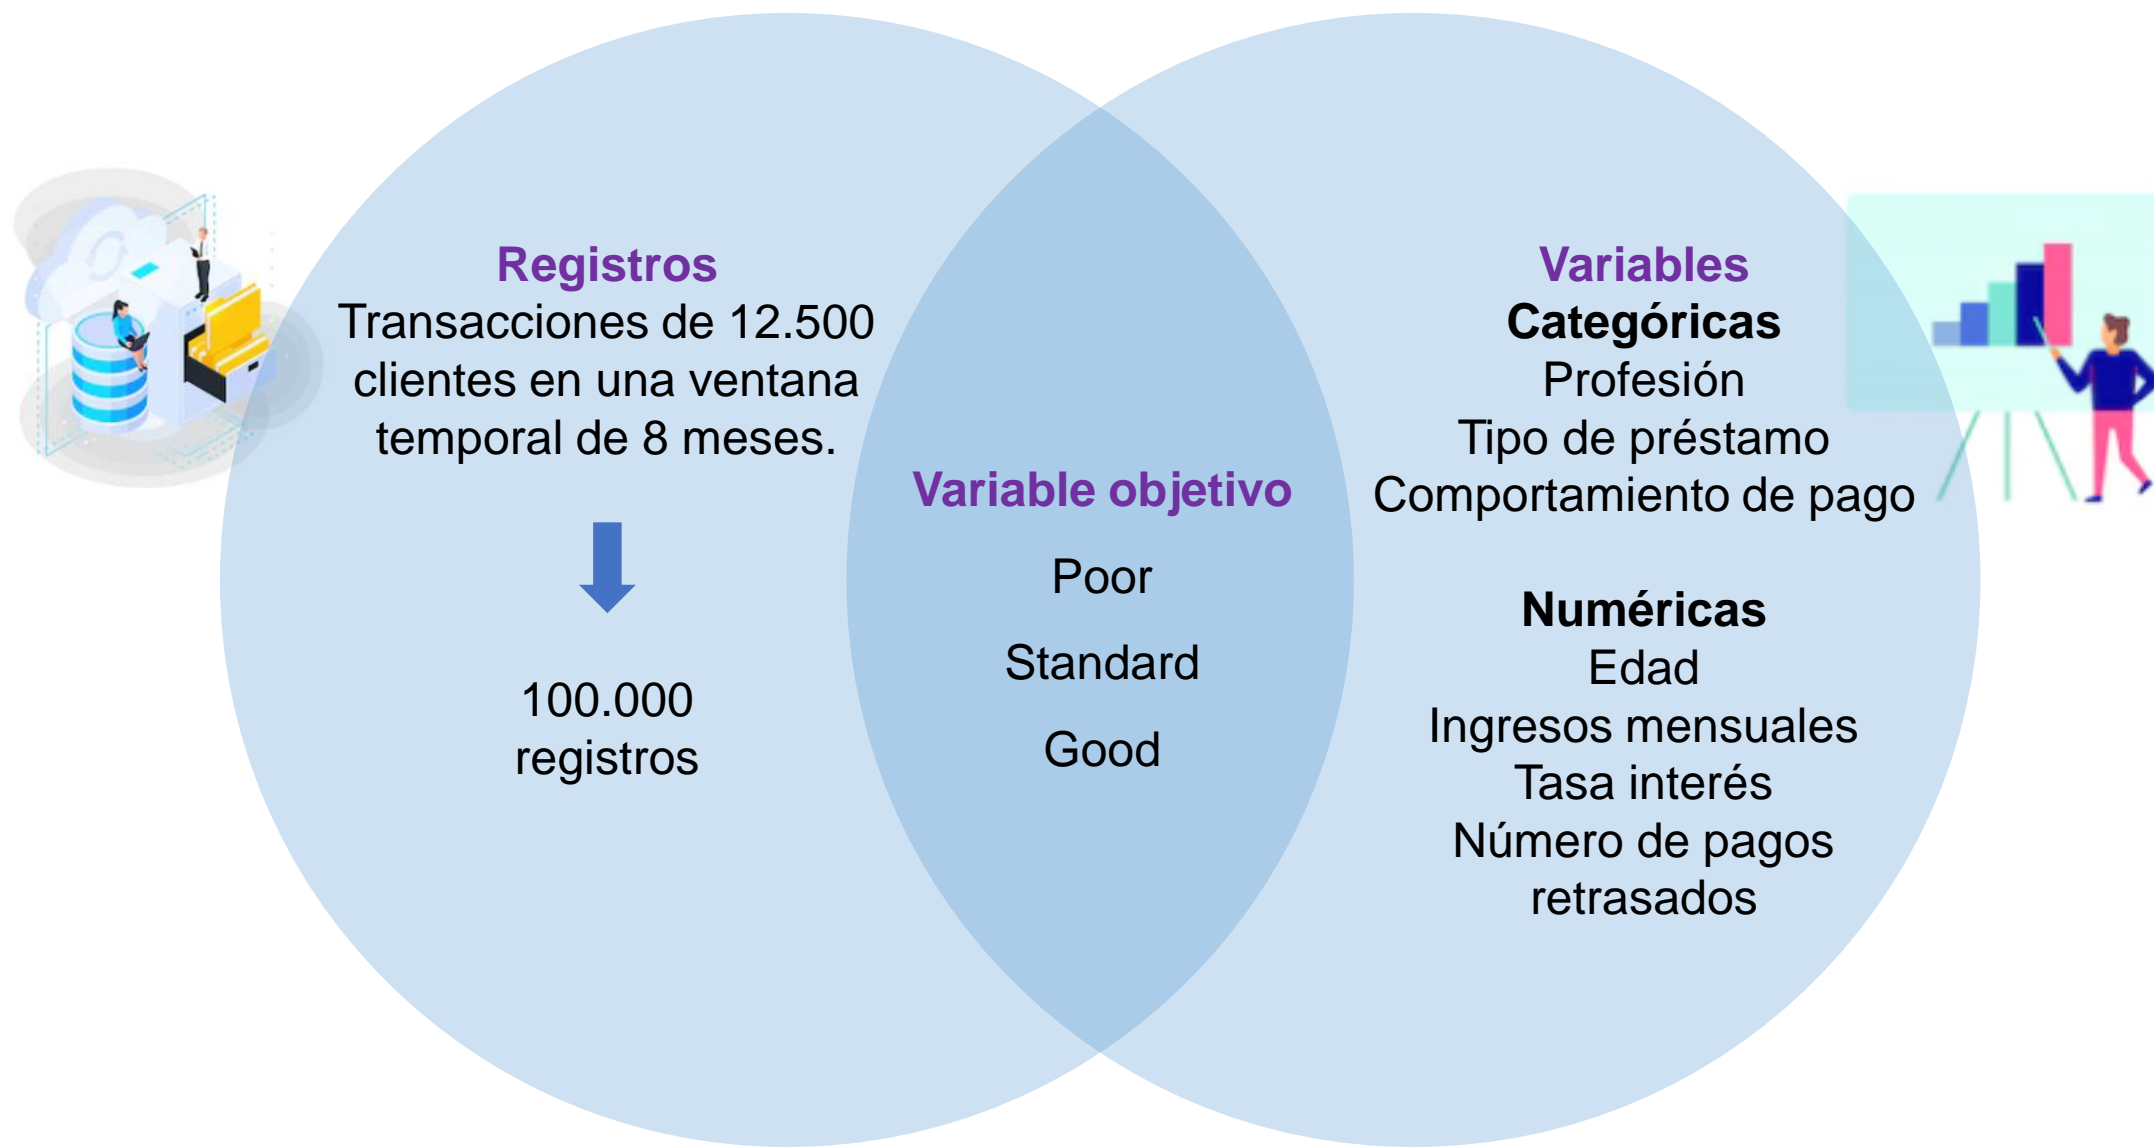 Registros
Transacciones de 12.500
clientes en una ventana
temporal de 8 meses.
100.000
registros
Variable objetivo
Poor
Standard
Good
Variables
Categóricas
Profesión
Tipo de préstamo
Comportamiento de pago
Numéricas
Edad
Ingresos mensuales
Tasa interés
Número de pagos
retrasados